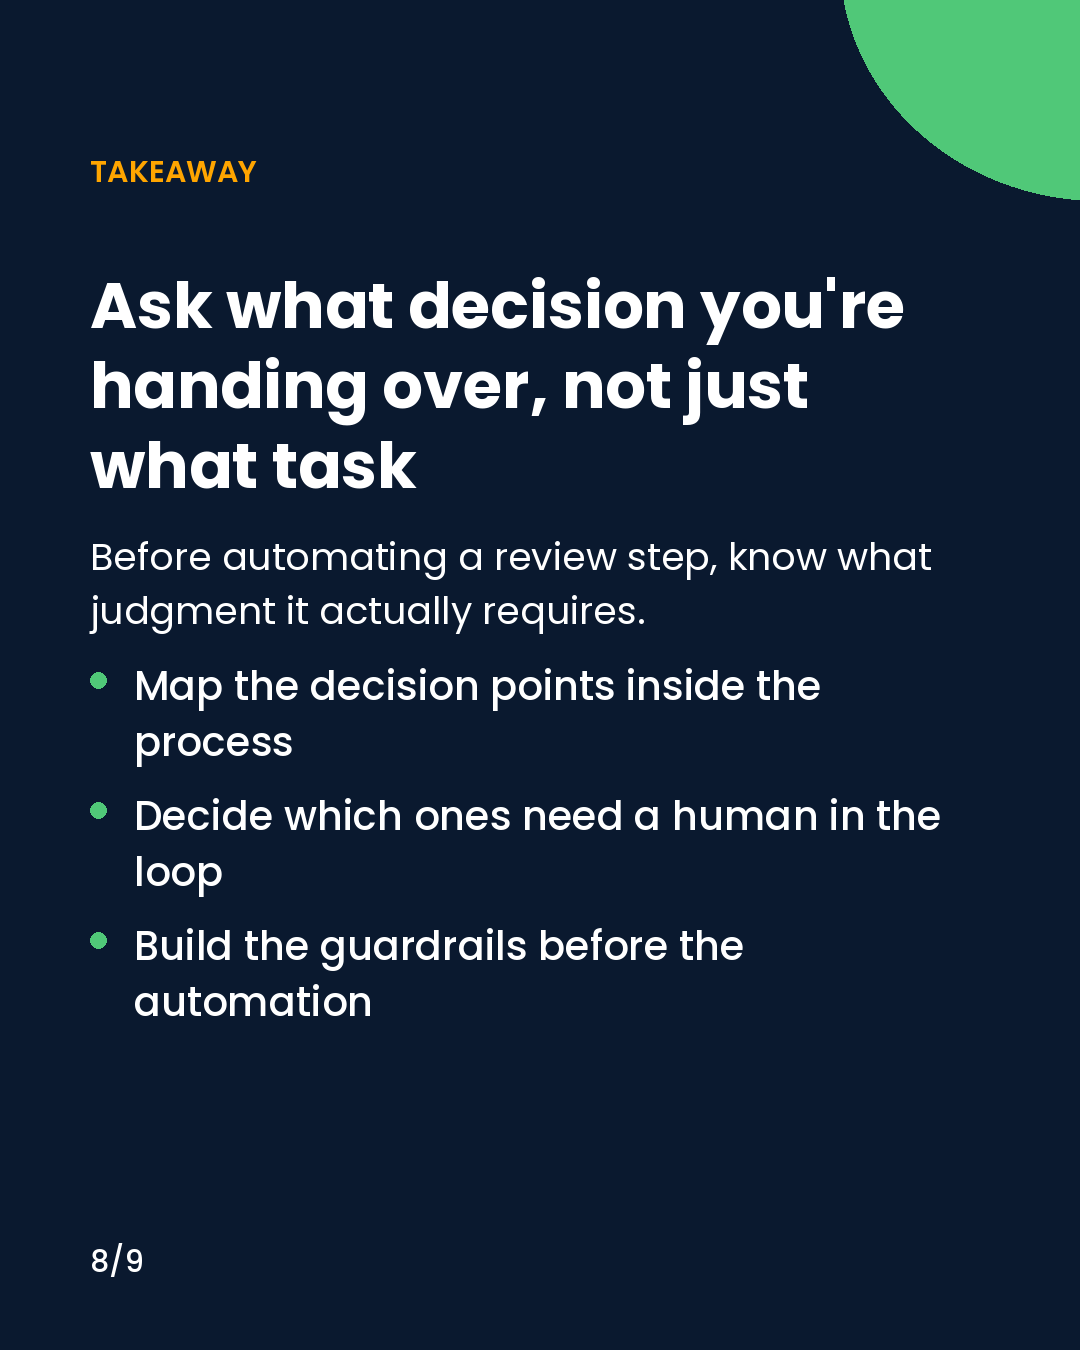 TAKEAWAY
Ask what decision you're
handing over, not just
what task
Before automating a review step, know what
judgment it actually requires.
Map the decision points inside the
process
Decide which ones need a human in the
loop
Build the guardrails before the
automation
8/9